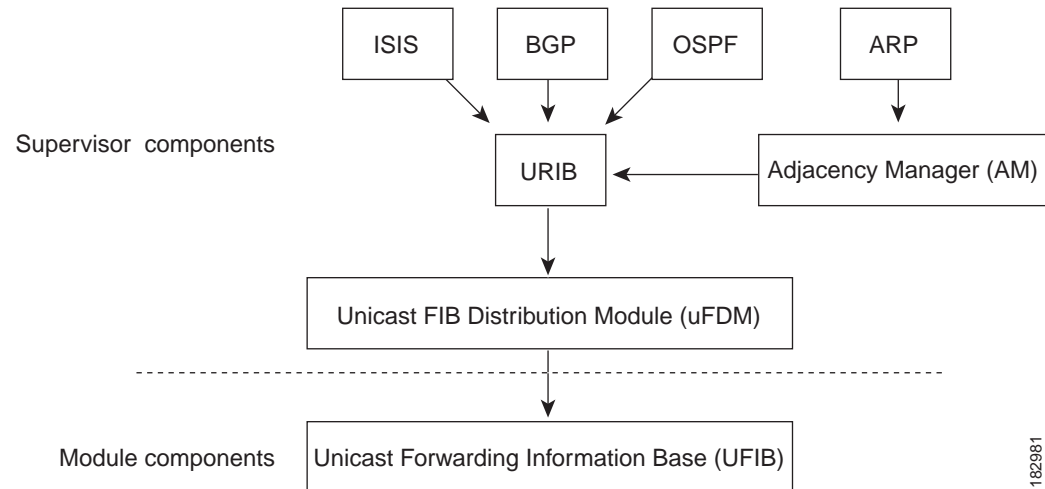 ISIS
BGP
OSPF
ARP
Supervisor components
URIB
Adjacency Manager (AM)
Unicast FIB Distribution Module (uFDM)
Module components
Unicast Forwarding Information Base (UFIB)
182981